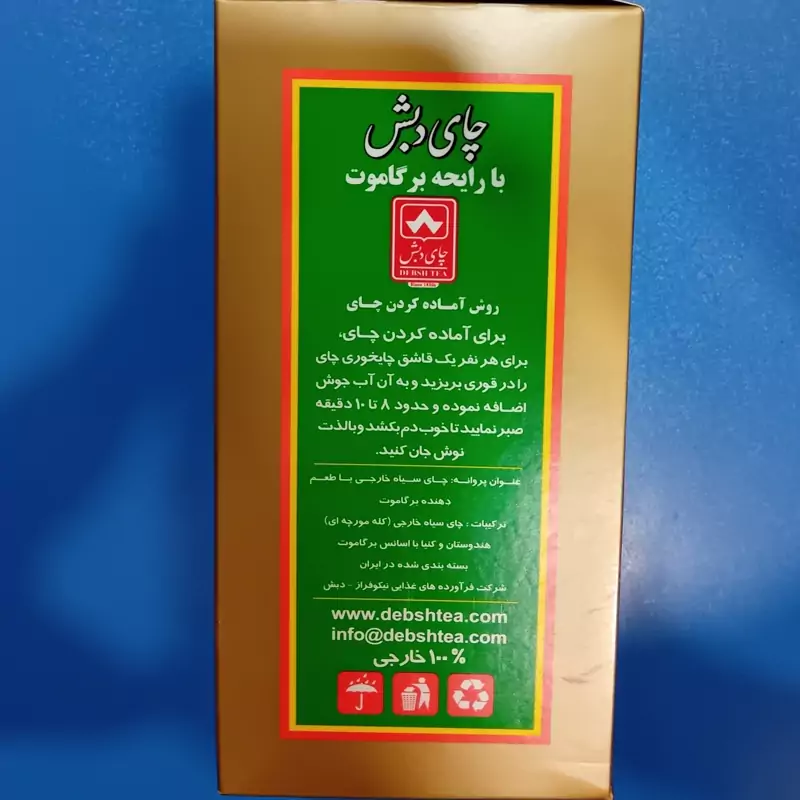 چای دبش
با رایحه برگاموت
چای دبش
DEBSH TEA
روش آماده کردن چای
برای آماده کردن چای،
برای هر نفر یک قاشق چایخوری چای
را در قوری بریزید و به آن آب جوش
اضافه نموده و حدود ۸ تا ۱۰ دقیقه
صبر نمایید تا خوب دم بکشد و با لذت
نوش جان کنید.
عنوان پروانه: چای سیاه خارجی با طعم
دهنده برگاموت
ترکیبات : چای سیاه خارجی (کله مورچه ای)
هندوستان و کنیا با اسانس برگاموت
بسته بندی شده در ایران
شرکت فرآورده های غذایی نیکوفراز - دبش
www.debshtea.com
info@debshtea.com
۱۰۰% خارجی